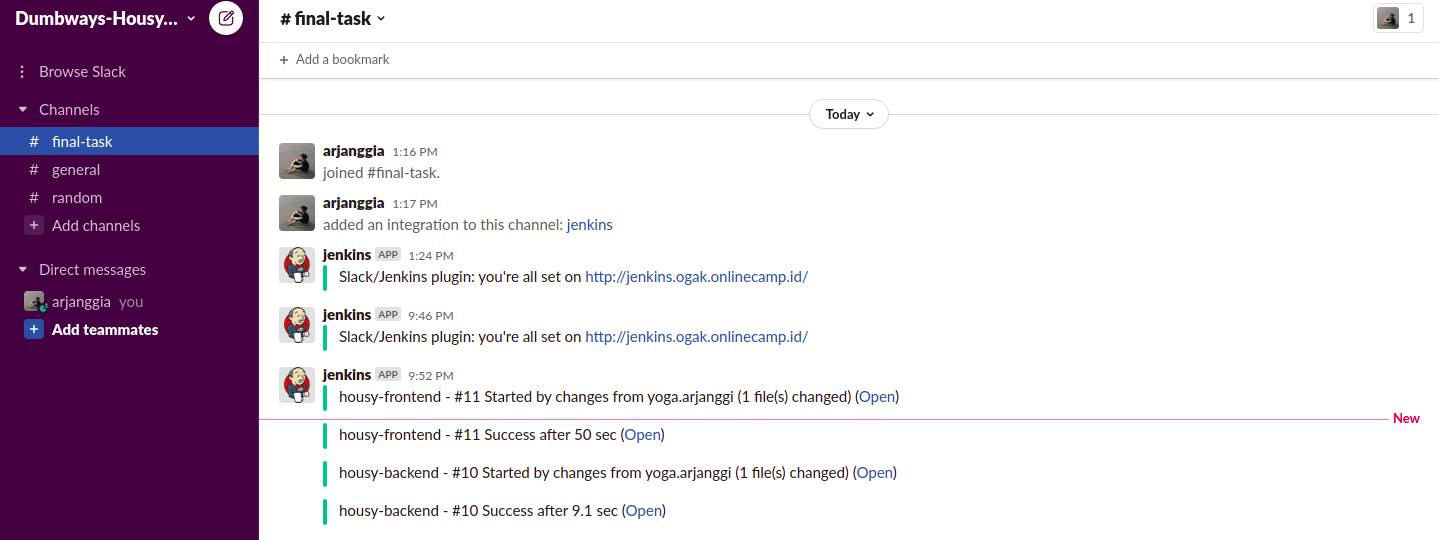 Dumbways-Housy...
Browse Slack
Channels
# final-task
# general
# random
+ Add channels
Direct messages
arjanggia you
+ Add teammates
# final-task
1
+ Add a bookmark
Today
arjanggia 1:16 PM
joined #final-task.
arjanggia 1:17 PM
added an integration to this channel: jenkins
jenkins APP 1:24 PM
Slack/Jenkins plugin: you're all set on http://jenkins.ogak.onlinecamp.id/
jenkins APP 9:46 PM
Slack/Jenkins plugin: you're all set on http://jenkins.ogak.onlinecamp.id/
jenkins APP 9:52 PM
housy-frontend - #11 Started by changes from yoga.arjanggi (1 file(s) changed) (Open)
New
housy-frontend - #11 Success after 50 sec (Open)
housy-backend - #10 Started by changes from yoga.arjanggi (1 file(s) changed) (Open)
housy-backend - #10 Success after 9.1 sec (Open)